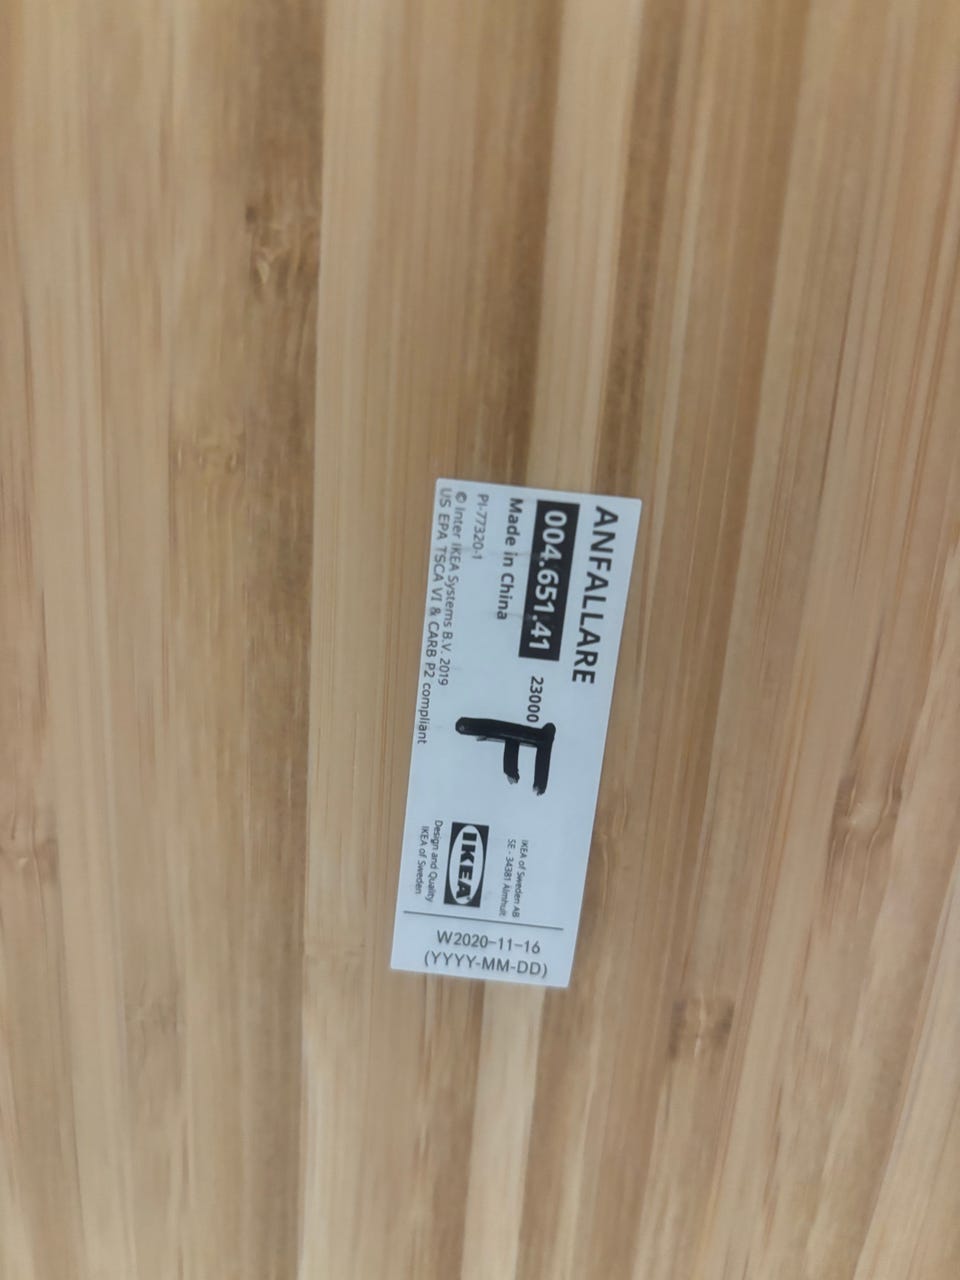 ANFALLARE
004.651.41
23000
Made in China
PI-77320-1
© Inter IKEA Systems B.V. 2019
US EPA TSCA VI & CARB P2 compliant
F
IKEA of Sweden AB
SE - 34381 Älmhult
IKEA
Design and Quality
IKEA of Sweden
W2020-11-16
(YYYY-MM-DD)